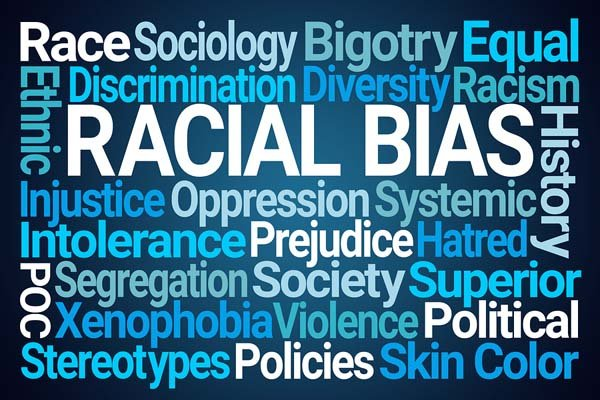 Race Sociology Bigotry Equal
Ethnic
Discrimination Diversity Racism
RACIAL BIAS
History
Injustice Oppression Systemic
Intolerance Prejudice Hatred
POC
Segregation Society Superior
Xenophobia Violence Political
Stereotypes Policies Skin Color